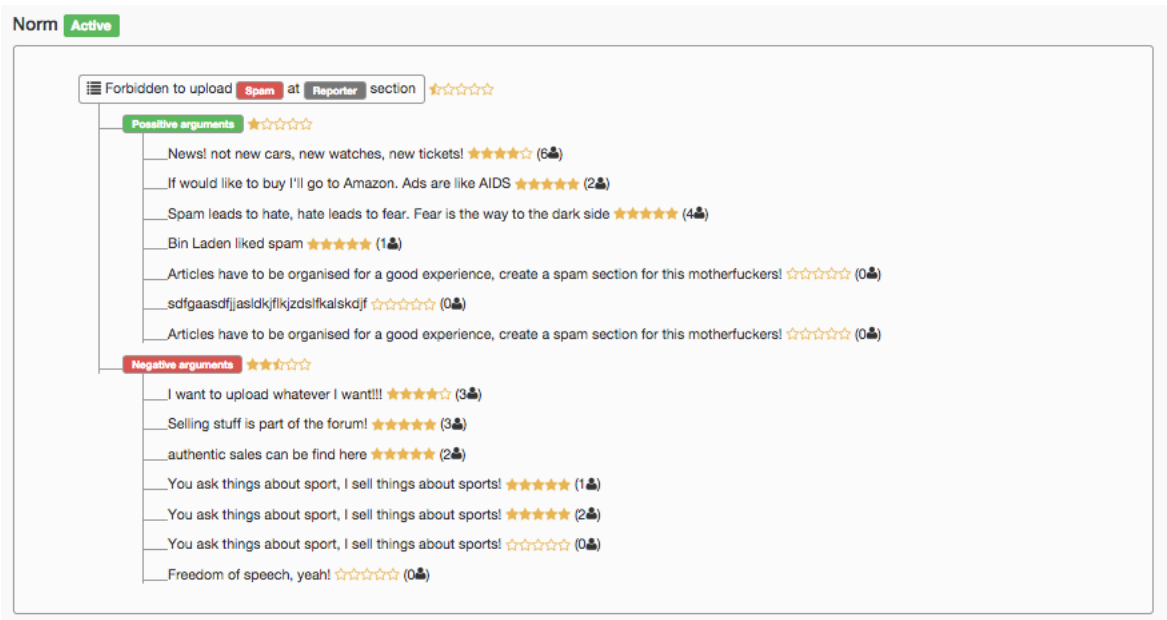 Norm Active
Forbidden to upload Spam at Reporter section
Possitive arguments
News! not new cars, new watches, new tickets! (6)
If would like to buy I'll go to Amazon. Ads are like AIDS (2)
Spam leads to hate, hate leads to fear. Fear is the way to the dark side (4)
Bin Laden liked spam (1)
Articles have to be organised for a good experience, create a spam section for this motherfuckers! (0)
sdfgaasdfjjasldkjflkjzdslfkalskdjf (0)
Articles have to be organised for a good experience, create a spam section for this motherfuckers! (0)
Negative arguments
I want to upload whatever I want!!! (3)
Selling stuff is part of the forum! (3)
authentic sales can be find here (2)
You ask things about sport, I sell things about sports! (1)
You ask things about sport, I sell things about sports! (2)
You ask things about sport, I sell things about sports! (0)
Freedom of speech, yeah! (0)